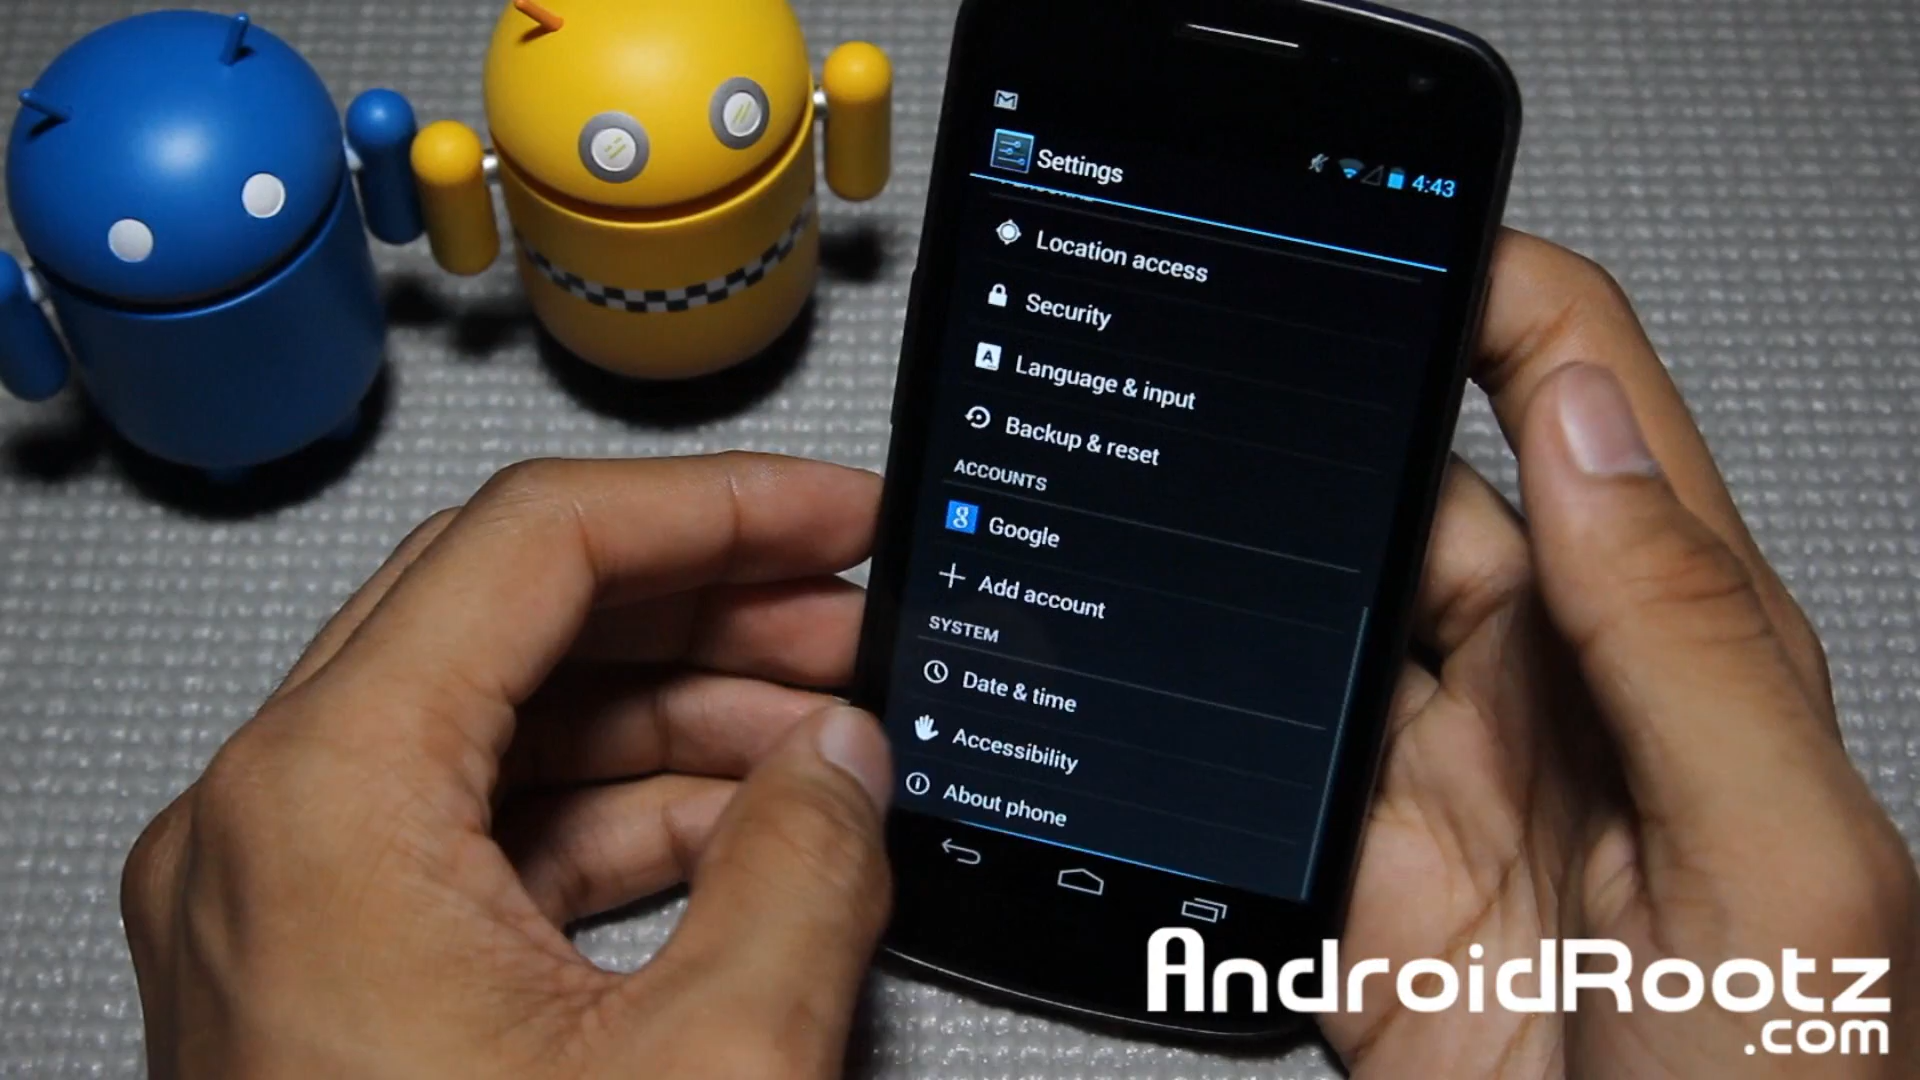 Settings
4:43
Location access
Security
Language & input
Backup & reset
ACCOUNTS
Google
Add account
SYSTEM
Date & time
Accessibility
About phone
AndroidRootz
.com